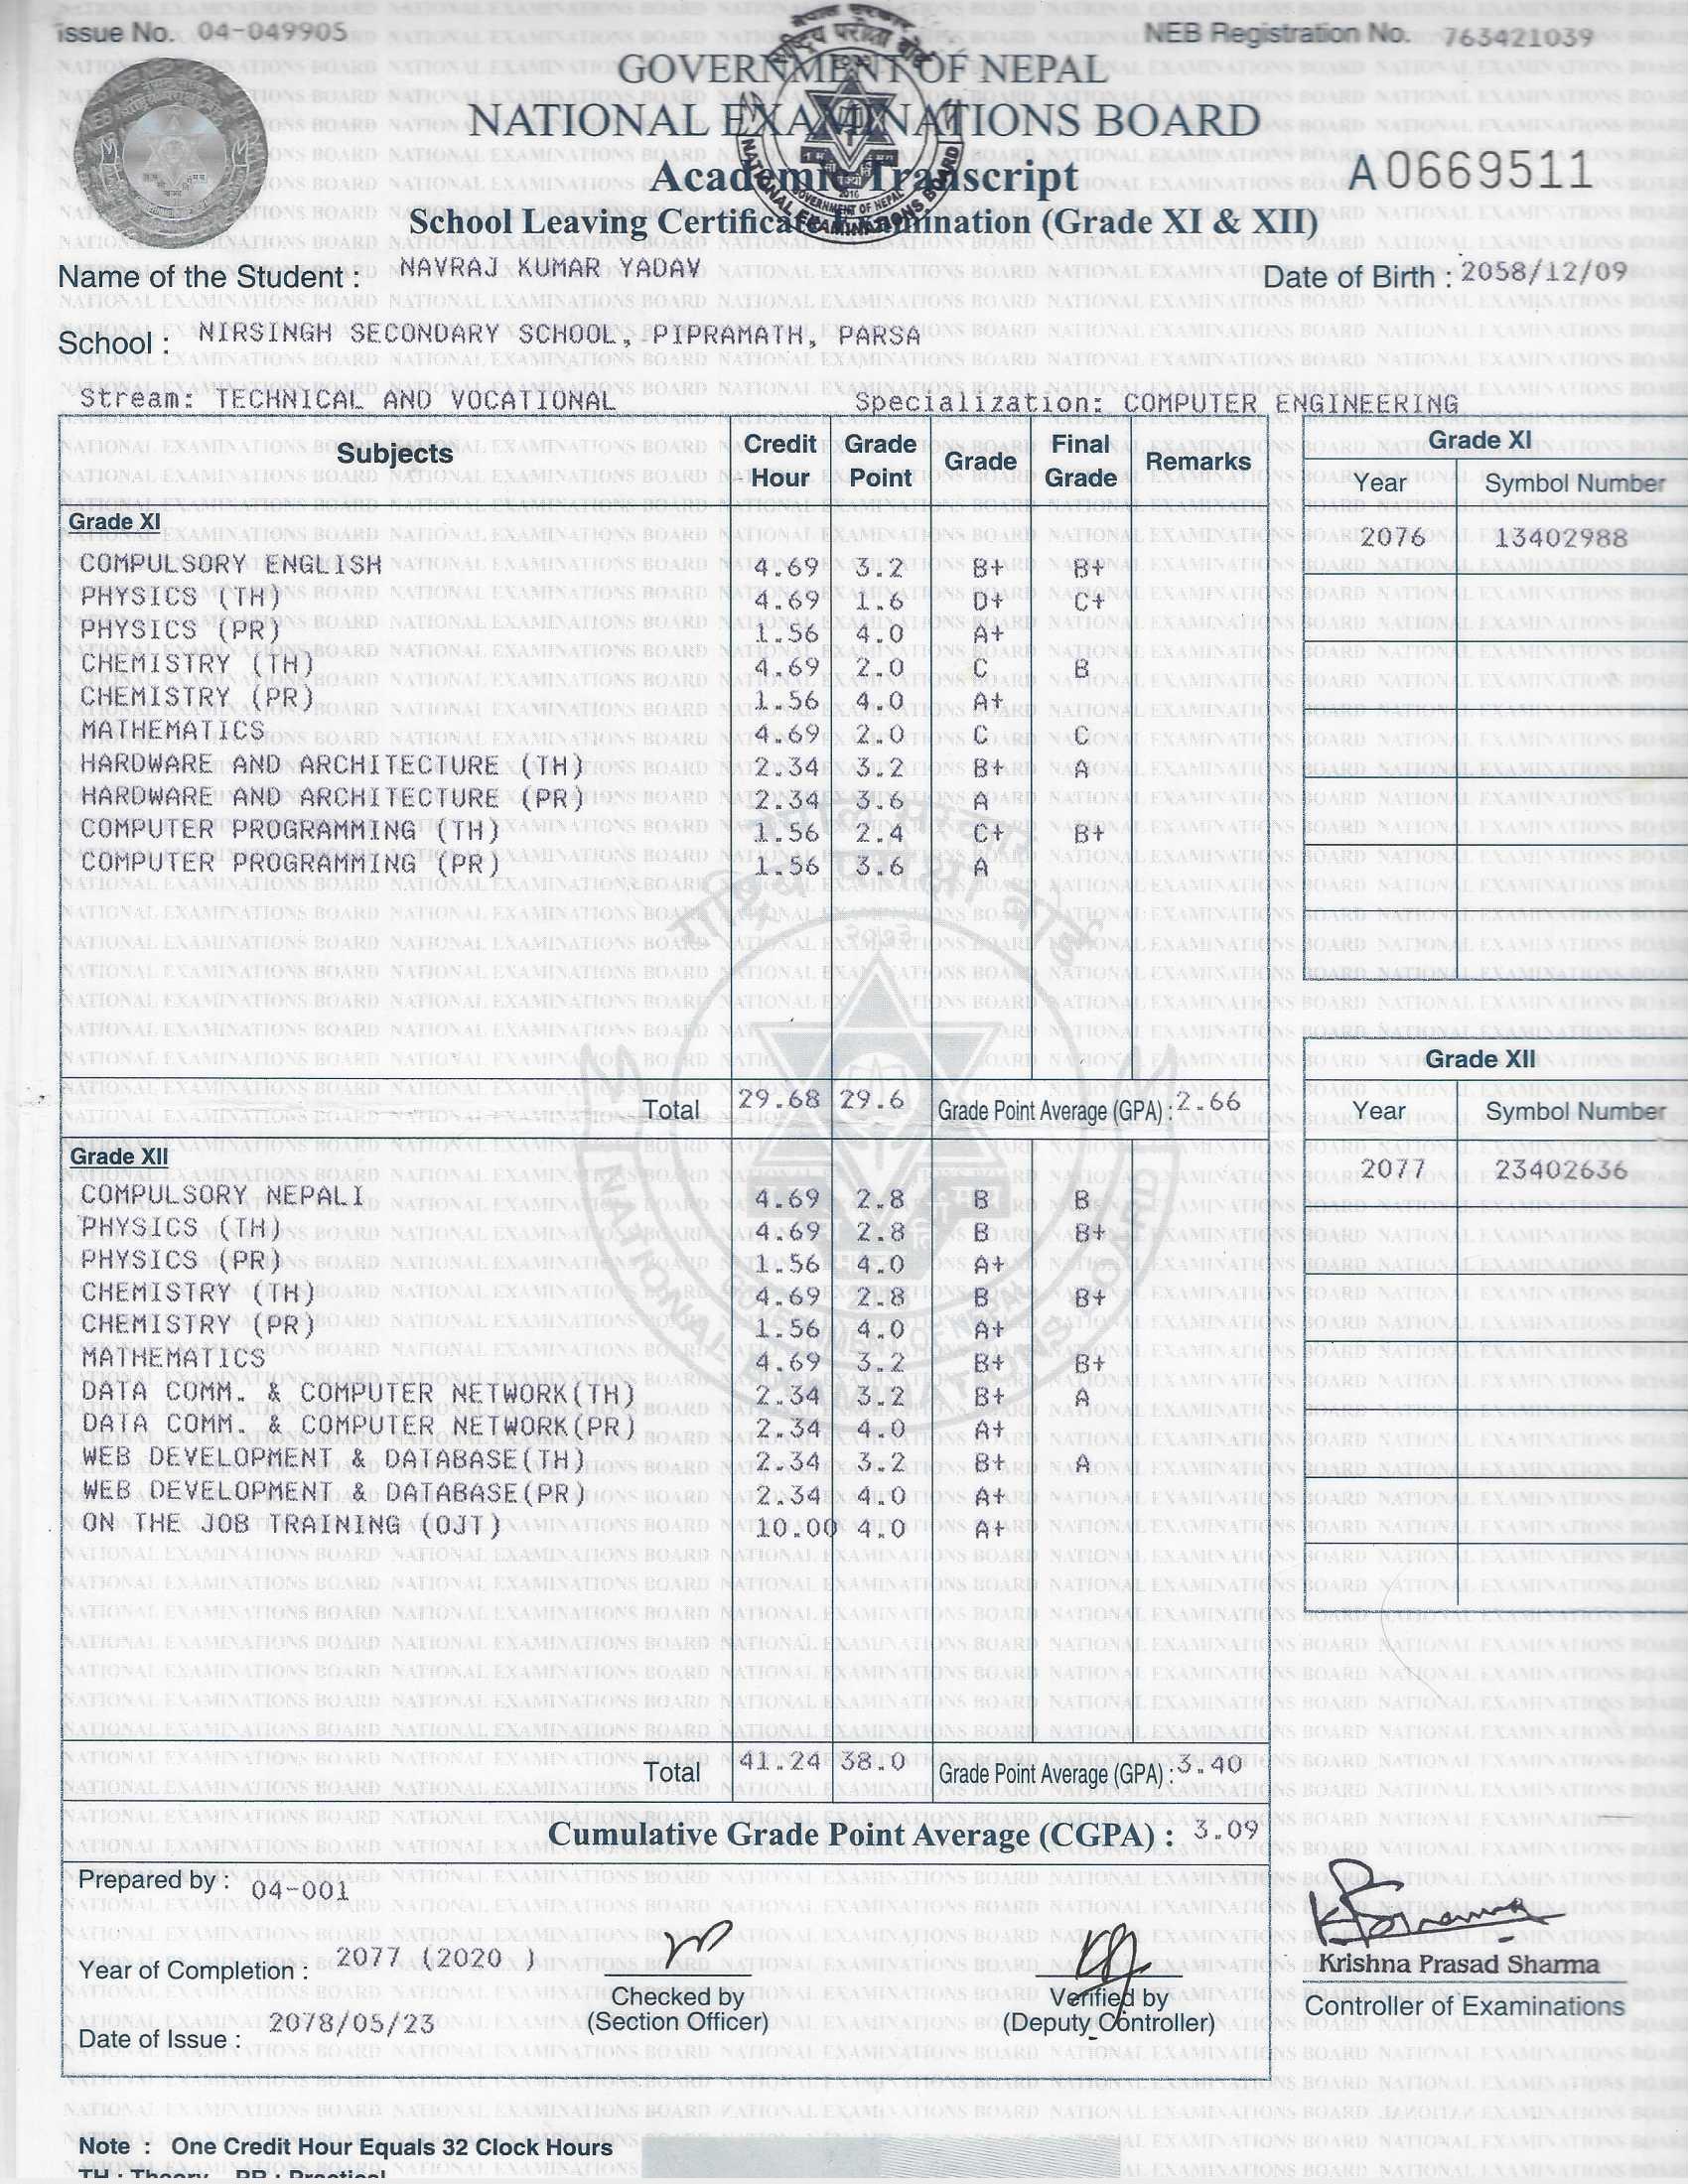 Issue No. 04-049905
NEB Registration No. 763421039
GOVERNMENT OF NEPAL
NATIONAL EXAMINATIONS BOARD
Academic Transcript
A0669511
School Leaving Certificate Examination (Grade XI & XII)
Name of the Student : NAVRAJ KUMAR YADAV
Date of Birth : 2058/12/09
School : NIRSINGH SECONDARY SCHOOL, PIPRAMATH, PARSA
Stream: TECHNICAL AND VOCATIONAL
Specialization: COMPUTER ENGINEERING
Subjects Credit Hour Grade Point Grade Final Grade Remarks
Grade XI
COMPULSORY ENGLISH 4.69 3.2 B+ B+
PHYSICS (TH) 4.69 1.6 D+ C+
PHYSICS (PR) 1.56 4.0 A+
CHEMISTRY (TH) 4.69 2.0 C B
CHEMISTRY (PR) 1.56 4.0 A+
MATHEMATICS 4.69 2.0 C C
HARDWARE AND ARCHITECTURE (TH) 2.34 3.2 B+ A
HARDWARE AND ARCHITECTURE (PR) 2.34 3.6 A
COMPUTER PROGRAMMING (TH) 1.56 2.4 C+ B+
COMPUTER PROGRAMMING (PR) 1.56 3.6 A
Total 29.68 29.6 Grade Point Average (GPA) : 2.66
Grade XII
COMPULSORY NEPALI 4.69 2.8 B B
PHYSICS (TH) 4.69 2.8 B B+
PHYSICS (PR) 1.56 4.0 A+
CHEMISTRY (TH) 4.69 2.8 B B+
CHEMISTRY (PR) 1.56 4.0 A+
MATHEMATICS 4.69 3.2 B+ B+
DATA COMM. & COMPUTER NETWORK(TH) 2.34 3.2 B+ A
DATA COMM. & COMPUTER NETWORK(PR) 2.34 4.0 A+
WEB DEVELOPMENT & DATABASE(TH) 2.34 3.2 B+ A
WEB DEVELOPMENT & DATABASE(PR) 2.34 4.0 A+
ON THE JOB TRAINING (OJT) 10.00 4.0 A+
Total 41.24 38.0 Grade Point Average (GPA) : 3.40
Cumulative Grade Point Average (CGPA) : 3.09
Grade XI
Year Symbol Number
2076 13402988
Grade XII
Year Symbol Number
2077 23402636
Prepared by : 04-001
Year of Completion : 2077 (2020 )
Date of Issue : 2078/05/23
Checked by
(Section Officer)
Verified by
(Deputy Controller)
Krishna Prasad Sharma
Controller of Examinations
Note : One Credit Hour Equals 32 Clock Hours
TH : Theory PR : Practical